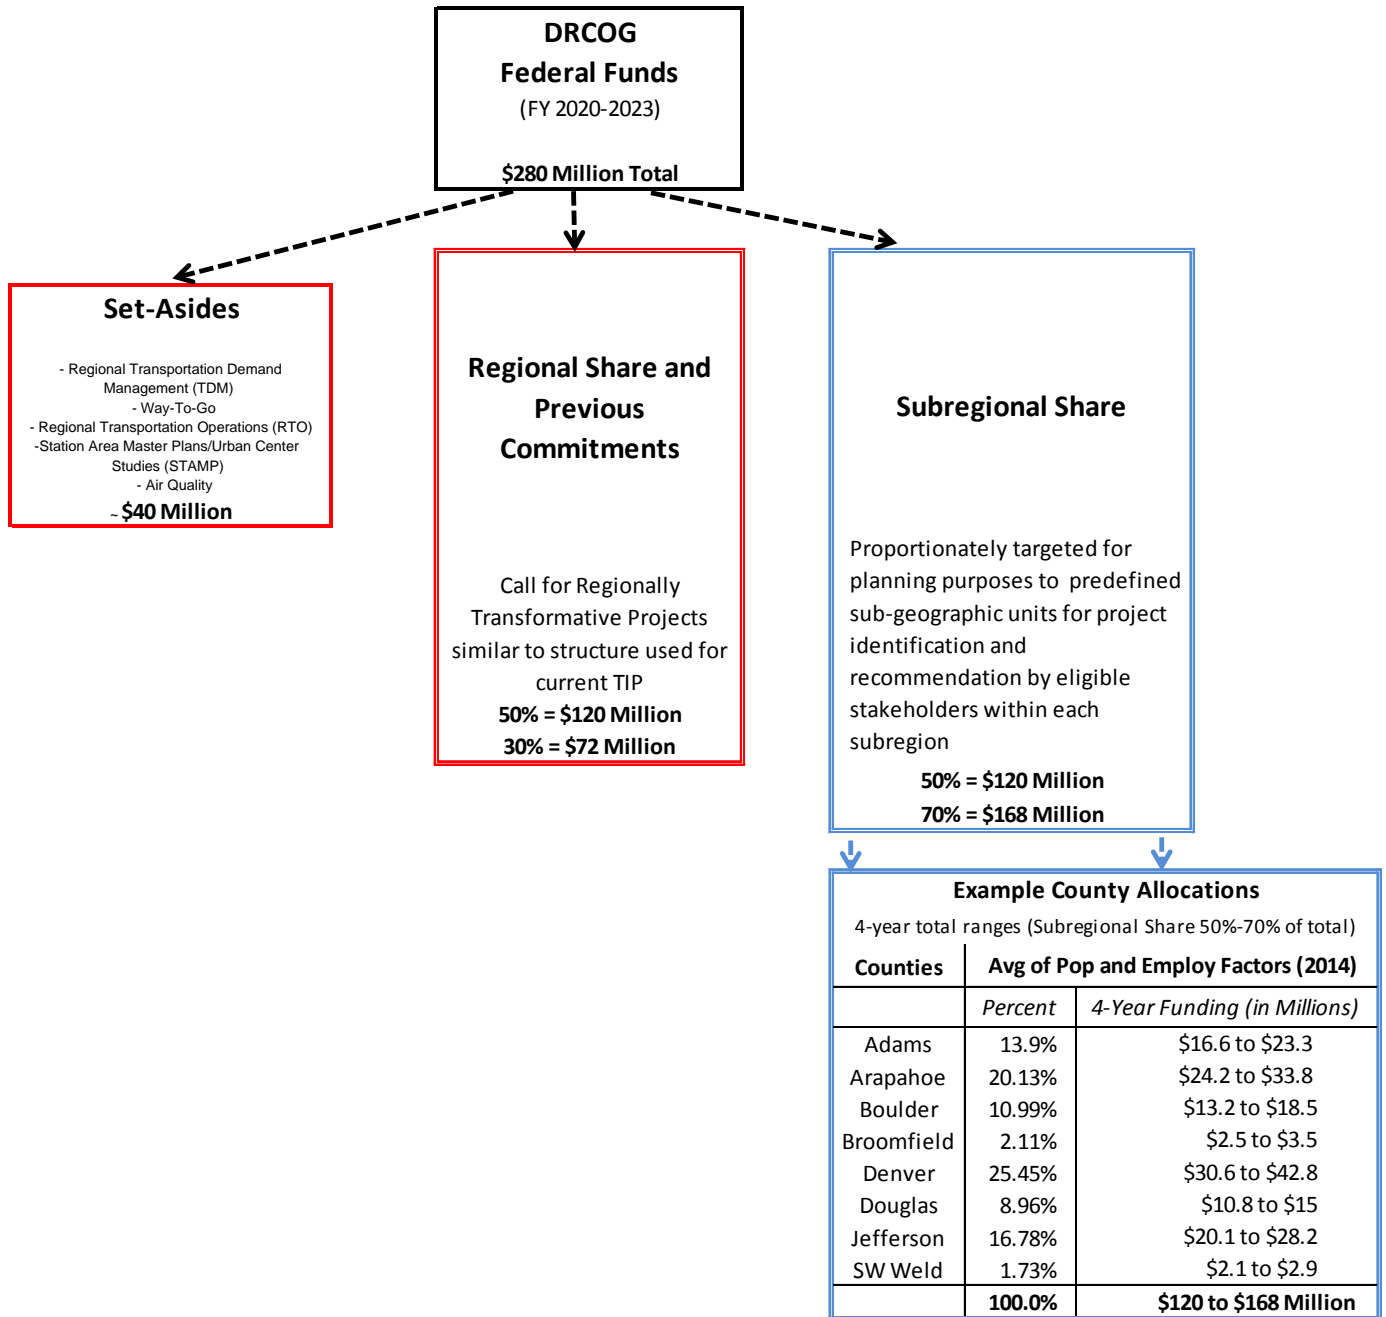 DRCOG
Federal Funds
(FY 2020-2023)
$280 Million Total
Set-Asides
- Regional Transportation Demand
Management (TDM)
- Way-To-Go
- Regional Transportation Operations (RTO)
-Station Area Master Plans/Urban Center
Studies (STAMP)
- Air Quality
~ $40 Million
Regional Share and
Previous
Commitments
Call for Regionally
Transformative Projects
similar to structure used for
current TIP
50% = $120 Million
30% = $72 Million
Subregional Share
Proportionately targeted for
planning purposes to predefined
sub-geographic units for project
identification and
recommendation by eligible
stakeholders within each
subregion
50% = $120 Million
70% = $168 Million
Example County Allocations
4-year total ranges (Subregional Share 50%-70% of total)
Counties Avg of Pop and Employ Factors (2014)
Percent 4-Year Funding (in Millions)
Adams 13.9% $16.6 to $23.3
Arapahoe 20.13% $24.2 to $33.8
Boulder 10.99% $13.2 to $18.5
Broomfield 2.11% $2.5 to $3.5
Denver 25.45% $30.6 to $42.8
Douglas 8.96% $10.8 to $15
Jefferson 16.78% $20.1 to $28.2
SW Weld 1.73% $2.1 to $2.9
100.0% $120 to $168 Million